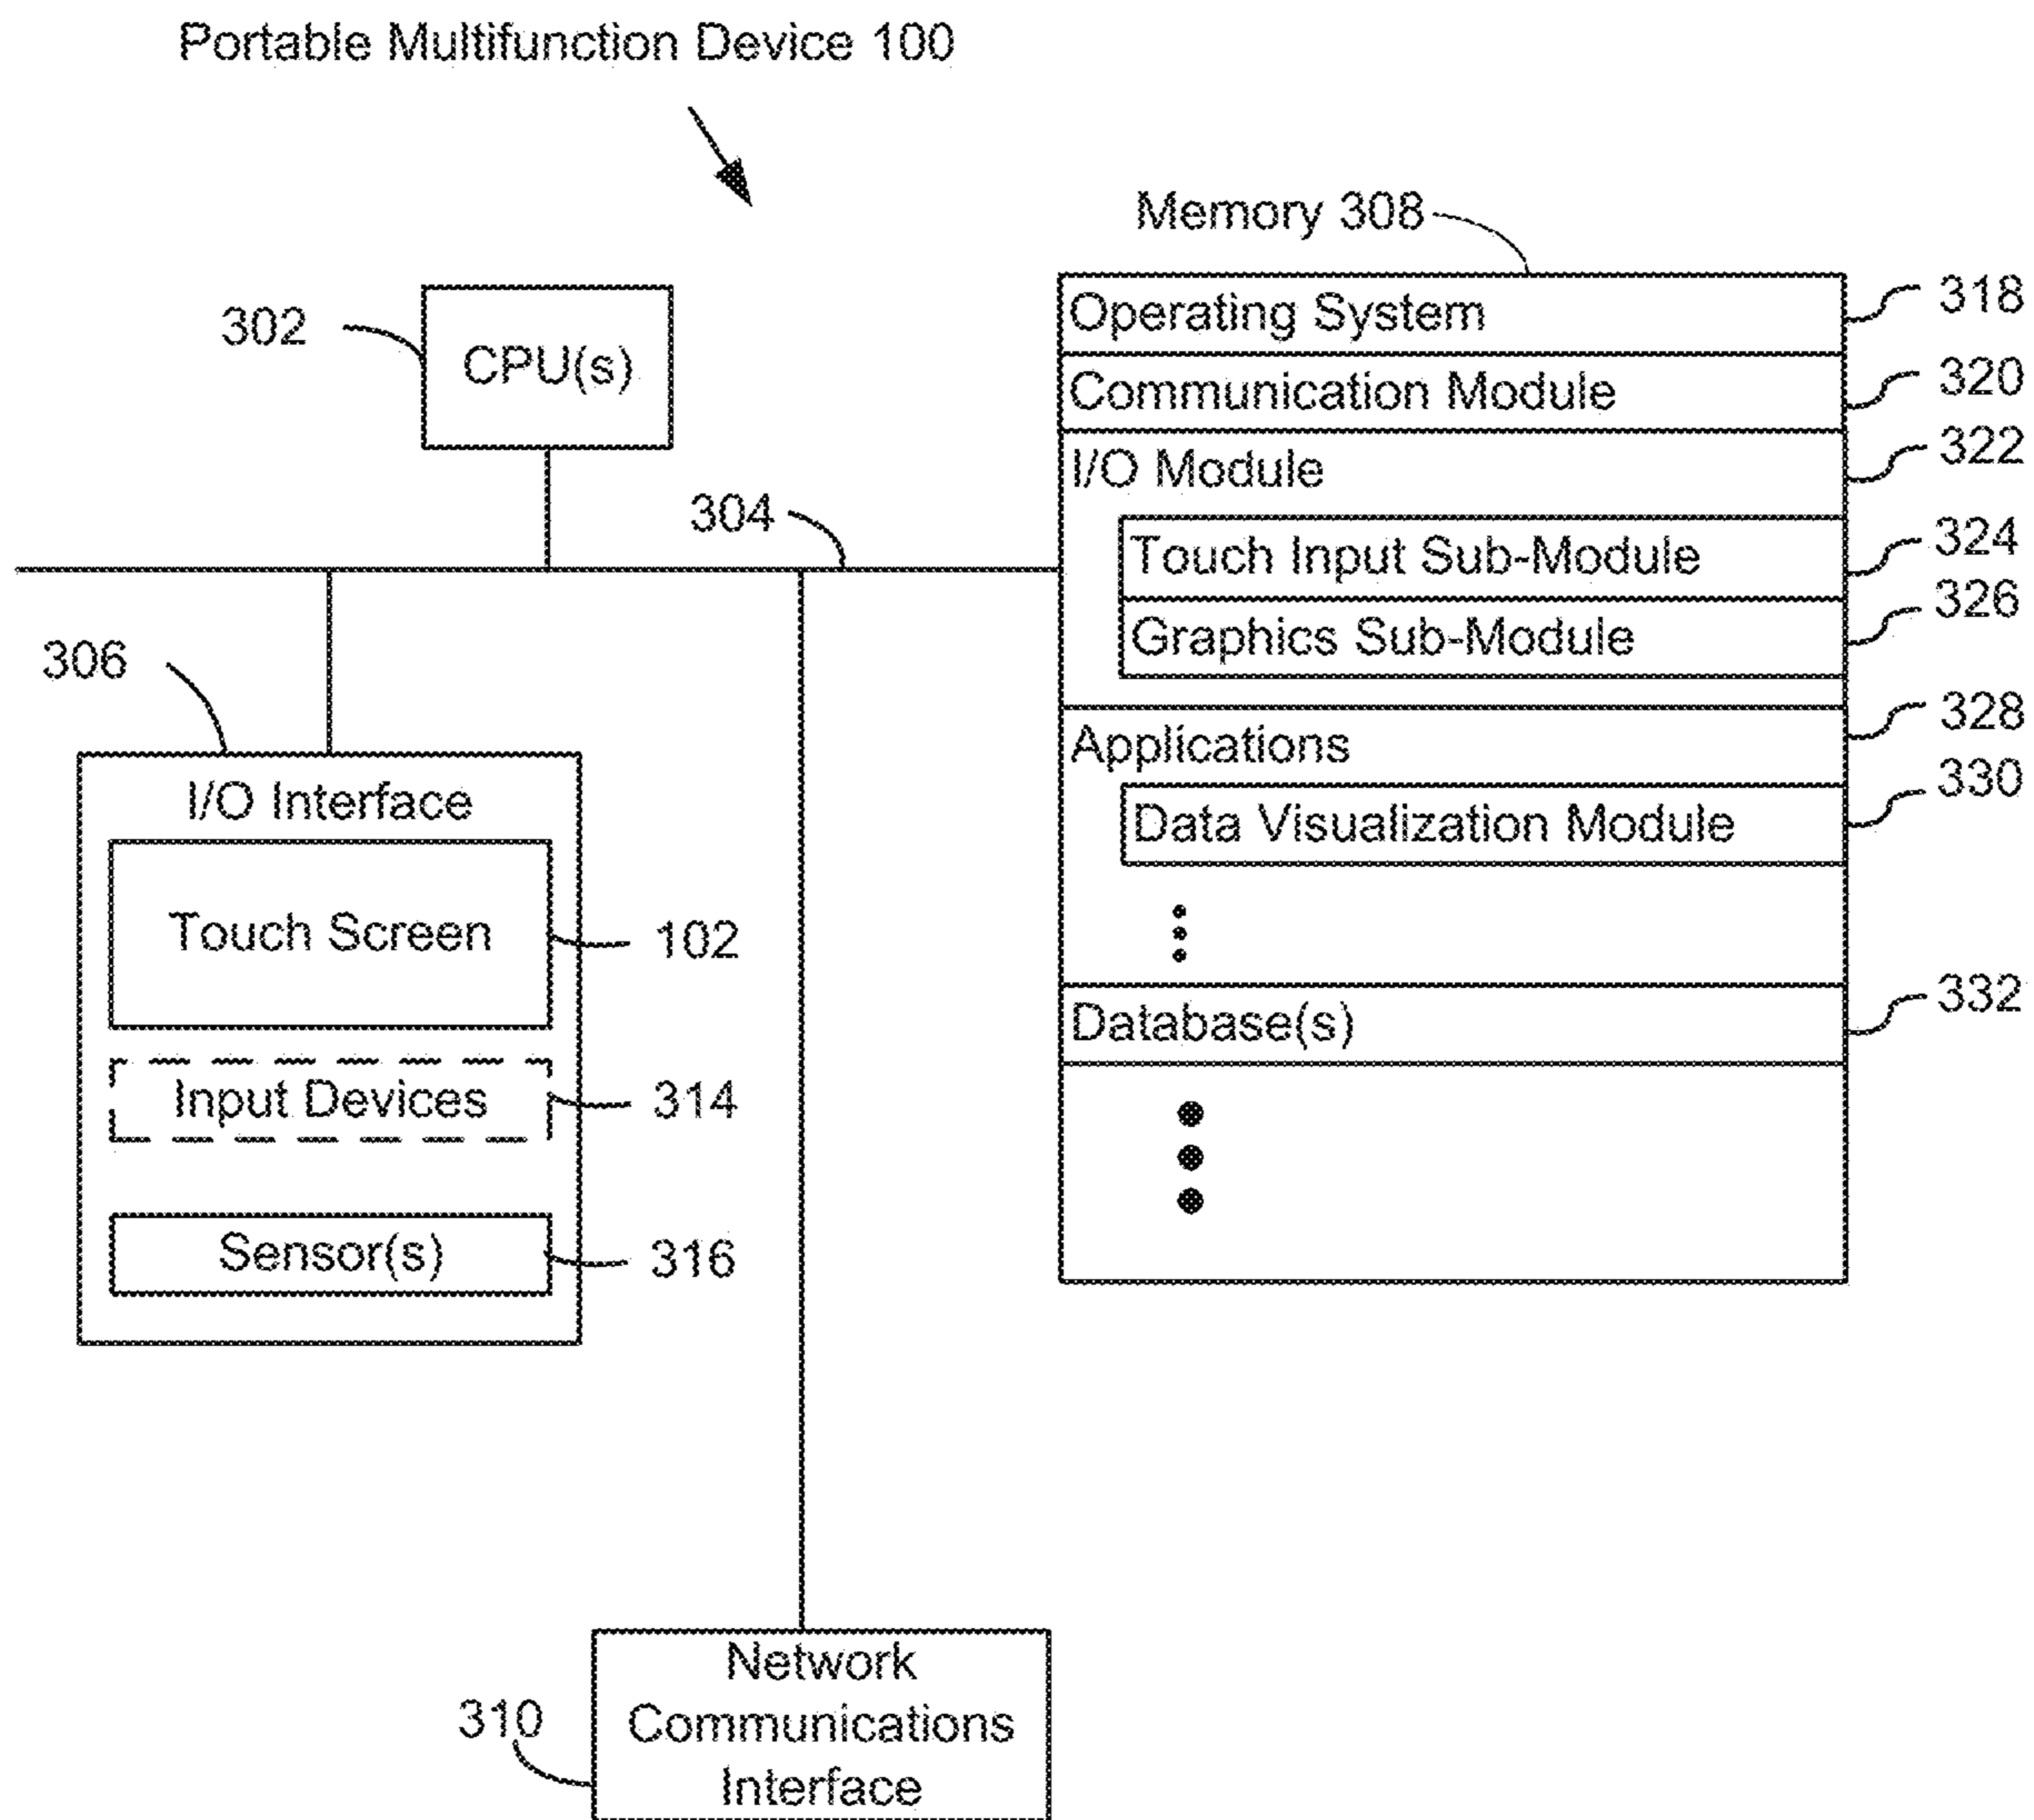 Portable Multifunction Device 100
Memory 308
302
CPU(s)
304
306
I/O Interface
Touch Screen
102
Input Devices
314
Sensor(s)
316
Operating System
318
Communication Module
320
I/O Module
322
Touch Input Sub-Module
324
Graphics Sub-Module
326
Applications
328
Data Visualization Module
330
Database(s)
332
310
Network
Communications
Interface